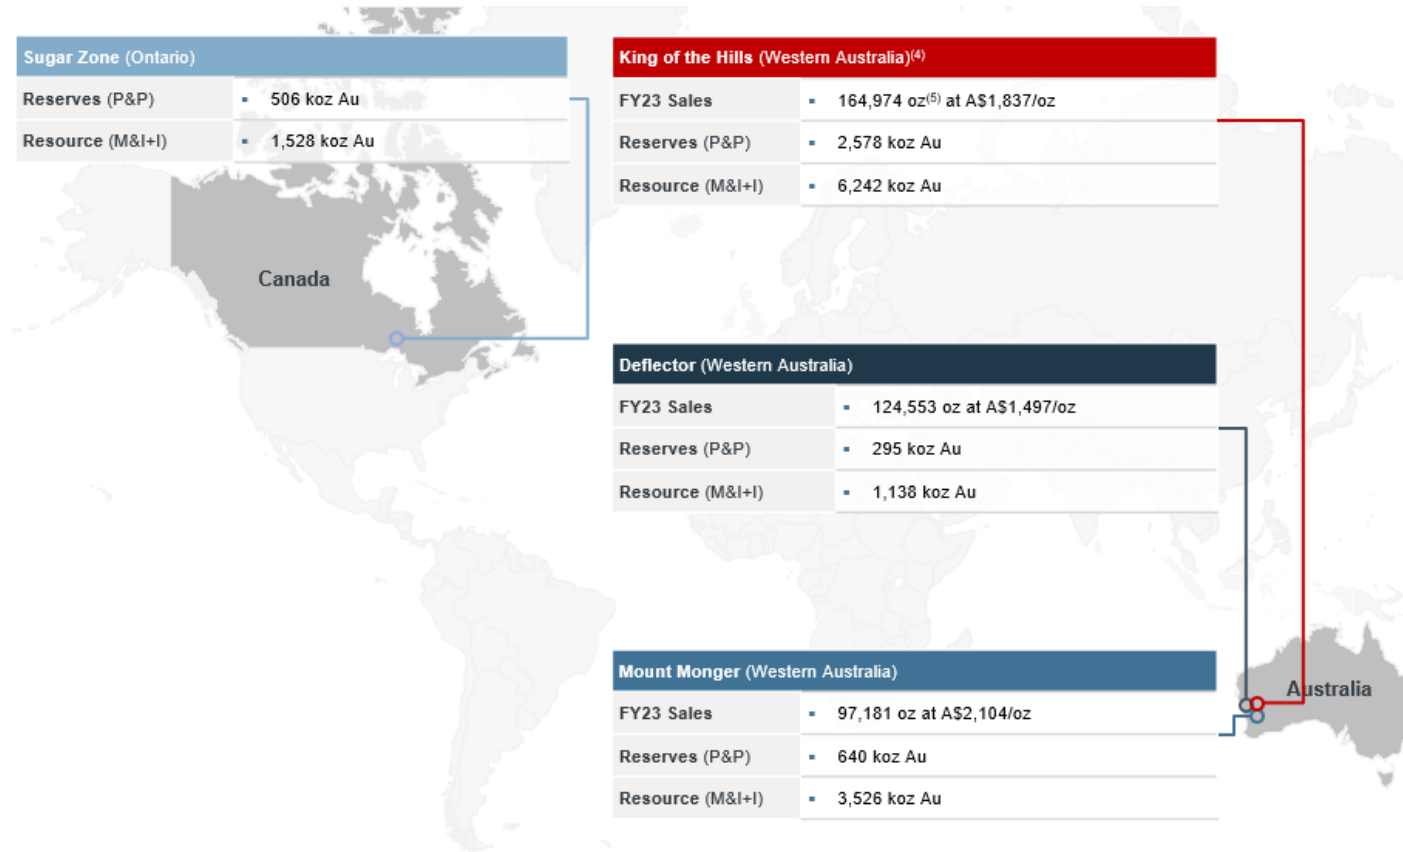 Sugar Zone (Ontario)
Reserves (P&P) ▪ 506 koz Au
Resource (M&I+I) ▪ 1,528 koz Au
King of the Hills (Western Australia)(4)
FY23 Sales ▪ 164,974 oz(5) at A$1,837/oz
Reserves (P&P) ▪ 2,578 koz Au
Resource (M&I+I) ▪ 6,242 koz Au
Canada
Deflector (Western Australia)
FY23 Sales ▪ 124,553 oz at A$1,497/oz
Reserves (P&P) ▪ 295 koz Au
Resource (M&I+I) ▪ 1,138 koz Au
Mount Monger (Western Australia)
FY23 Sales ▪ 97,181 oz at A$2,104/oz
Reserves (P&P) ▪ 640 koz Au
Resource (M&I+I) ▪ 3,526 koz Au
Australia